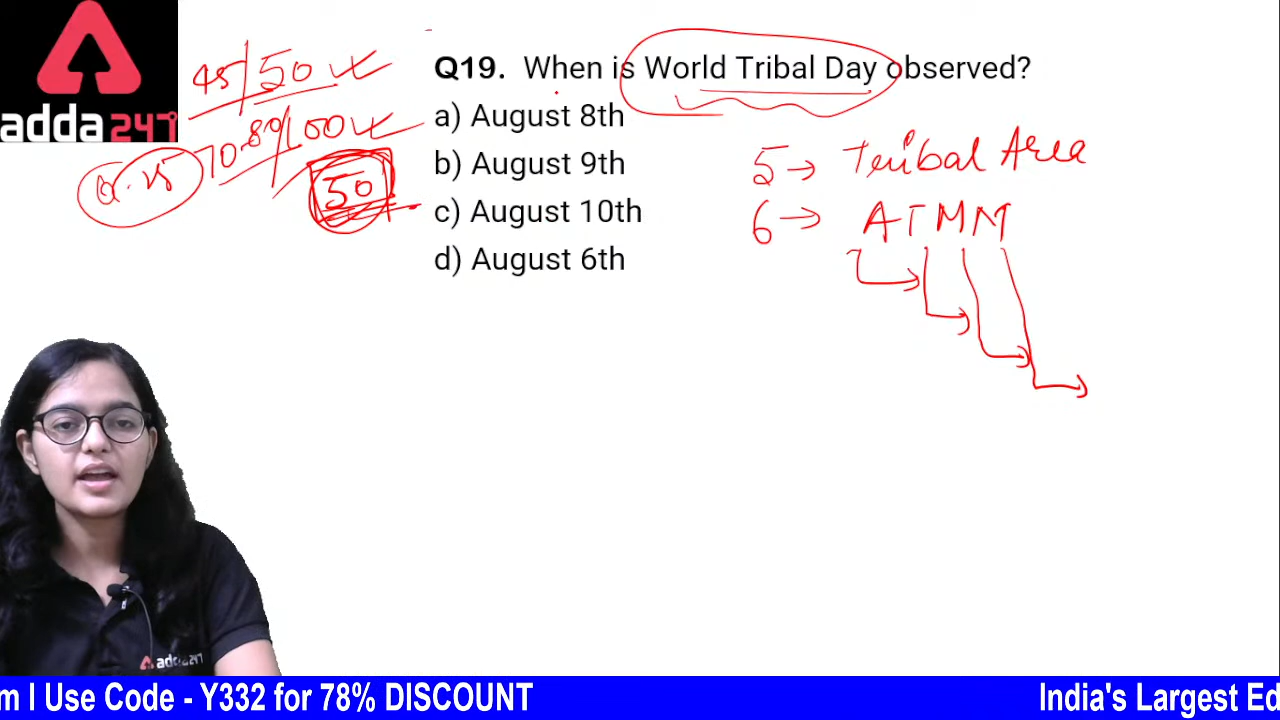 adda247
45/50
70-80/100
50
Q19. When is World Tribal Day observed?
a) August 8th
b) August 9th
c) August 10th
d) August 6th
5 → Tribal Area
6 → ATMM
adda247
m I Use Code - Y332 for 78% DISCOUNT
India's Largest Ed